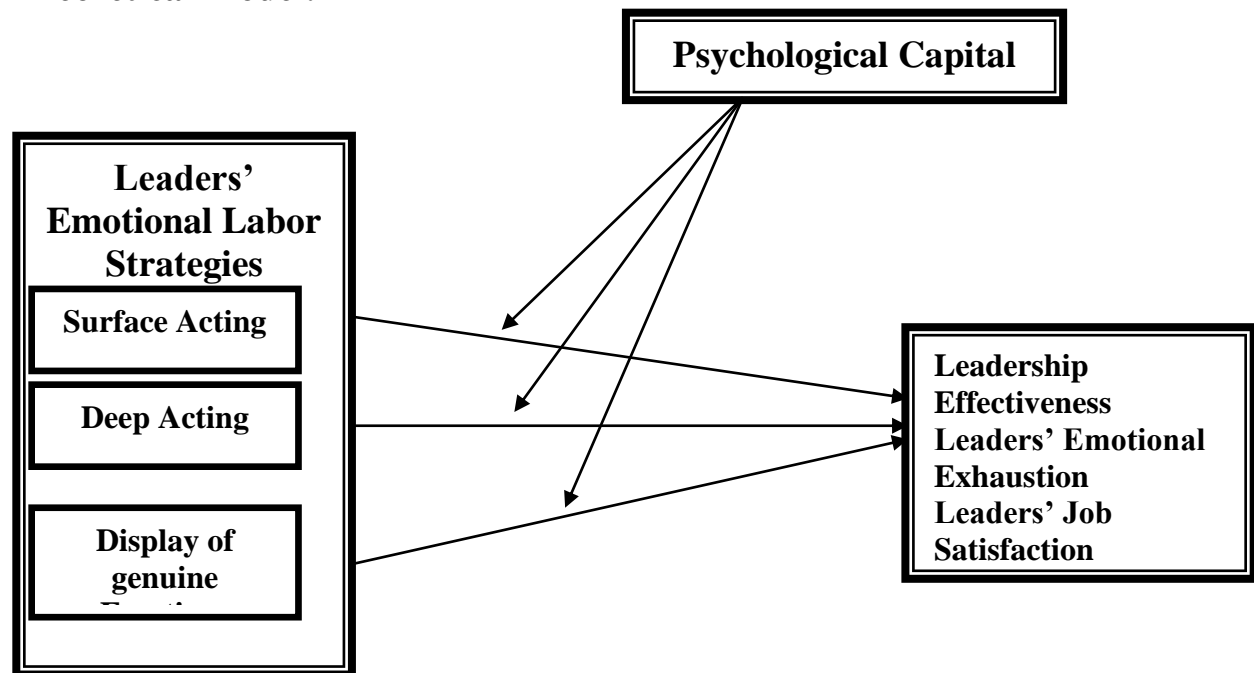 Psychological Capital
Leaders’
Emotional Labor
Strategies
Surface Acting
Deep Acting
Display of
genuine
Leadership
Effectiveness
Leaders’ Emotional
Exhaustion
Leaders’ Job
Satisfaction